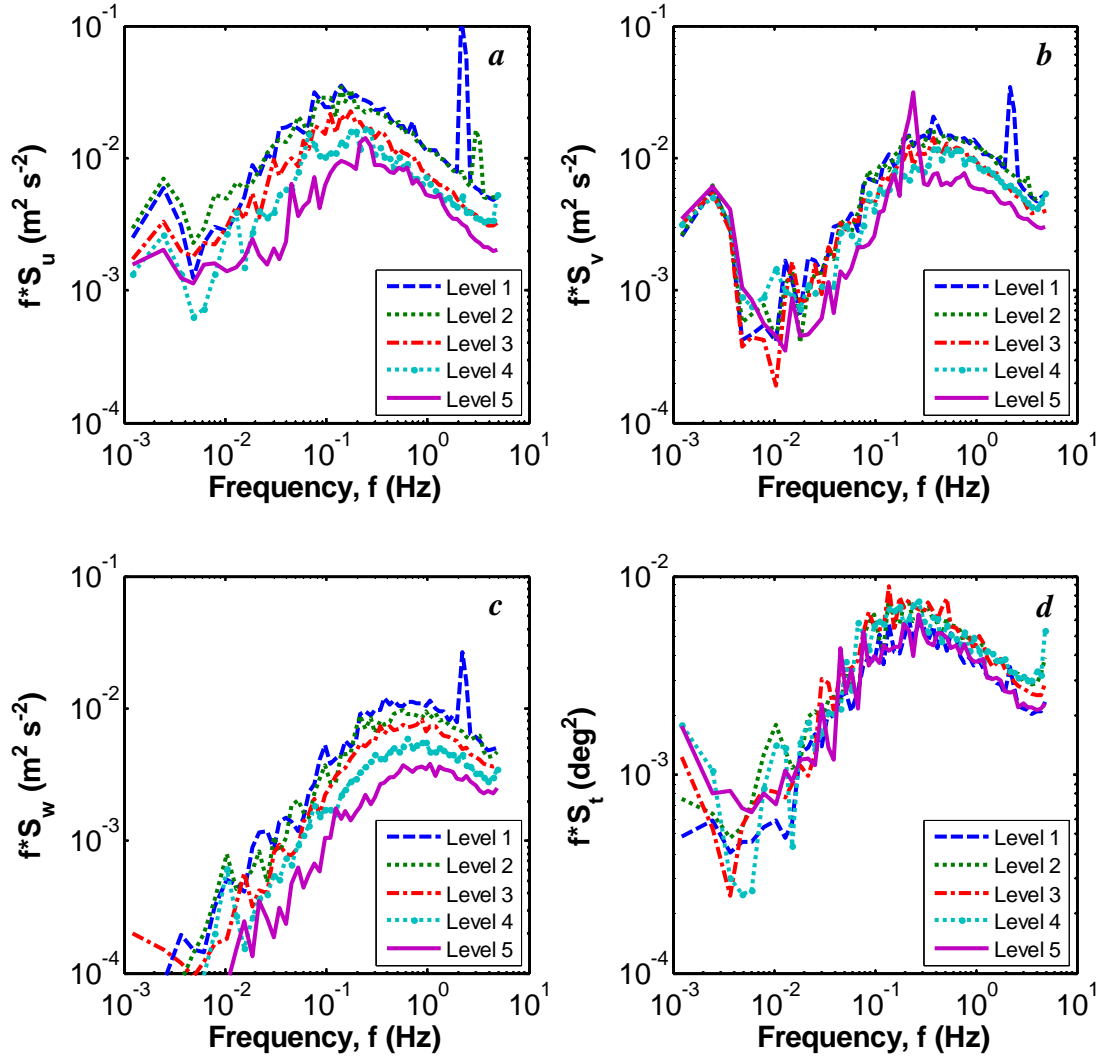 a
f*S_u (m^2 s^-2)
10^-1
10^-2
10^-3
10^-4
Level 1
Level 2
Level 3
Level 4
Level 5
10^-3 10^-2 10^-1 10^0 10^1
Frequency, f (Hz)
b
f*S_v (m^2 s^-2)
10^-1
10^-2
10^-3
10^-4
Level 1
Level 2
Level 3
Level 4
Level 5
10^-3 10^-2 10^-1 10^0 10^1
Frequency, f (Hz)
c
f*S_w (m^2 s^-2)
10^-1
10^-2
10^-3
10^-4
Level 1
Level 2
Level 3
Level 4
Level 5
10^-3 10^-2 10^-1 10^0 10^1
Frequency, f (Hz)
d
f*S_t (deg^2)
10^-2
10^-3
10^-4
Level 1
Level 2
Level 3
Level 4
Level 5
10^-3 10^-2 10^-1 10^0 10^1
Frequency, f (Hz)